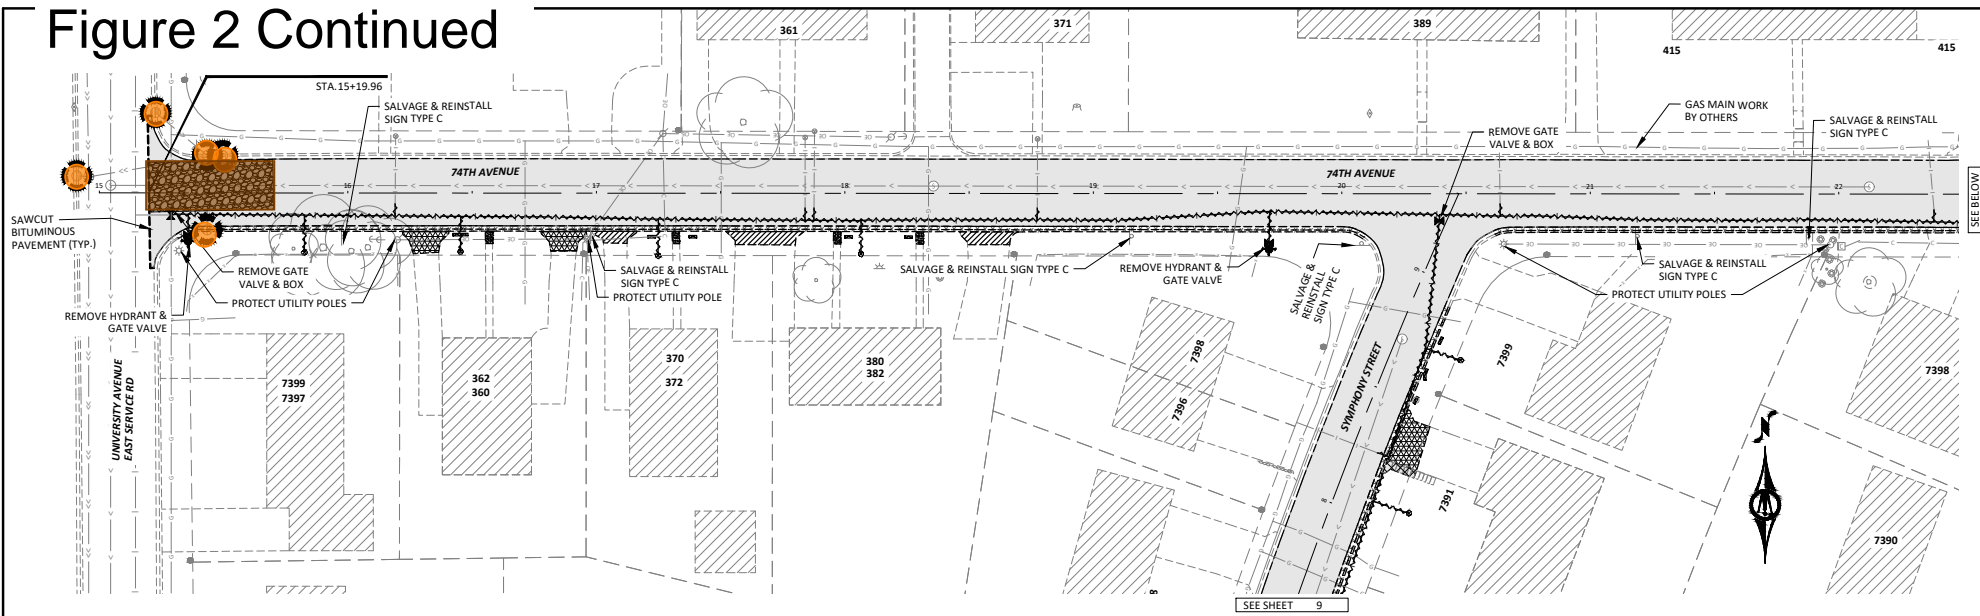 Figure 2 Continued
361
371
389
415
415
STA.15+19.96
SALVAGE & REINSTALL
SIGN TYPE C
GAS MAIN WORK
BY OTHERS
SALVAGE & REINSTALL
SIGN TYPE C
REMOVE GATE
VALVE & BOX
74TH AVENUE
74TH AVENUE
15
16
17
18
19
20
21
22
SEE BELOW
SAWCUT
BITUMINOUS
PAVEMENT (TYP.)
REMOVE GATE
VALVE & BOX
PROTECT UTILITY POLES
REMOVE HYDRANT &
GATE VALVE
SALVAGE & REINSTALL
SIGN TYPE C
PROTECT UTILITY POLE
SALVAGE & REINSTALL SIGN TYPE C
REMOVE HYDRANT &
GATE VALVE
SALVAGE &
REINSTALL
SIGN TYPE C
SALVAGE & REINSTALL
SIGN TYPE C
PROTECT UTILITY POLES
UNIVERSITY AVENUE
EAST SERVICE RD
7399
7397
362
360
370
372
380
382
7398
7396
SYMPHONY STREET
9
8
7399
7391
7398
7390
N
SEE SHEET 9